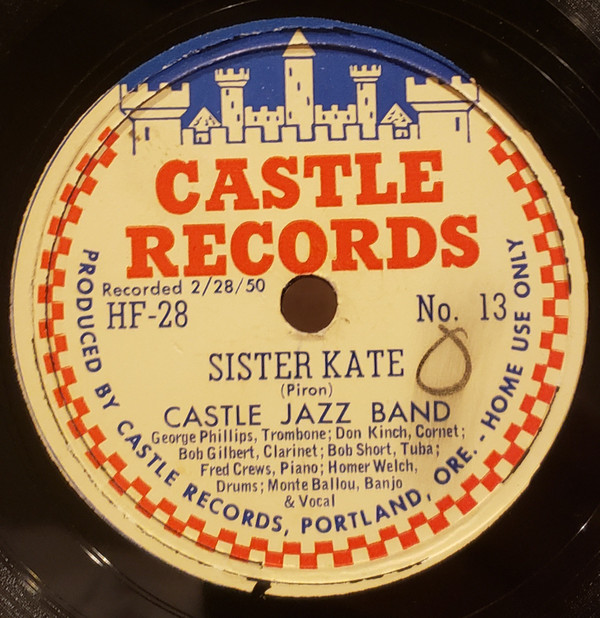 CASTLE
RECORDS
Recorded 2/28/50
HF-28
No. 13
SISTER KATE
(Piron)
CASTLE JAZZ BAND
George Phillips, Trombone; Don Kinch, Cornet;
Bob Gilbert, Clarinet; Bob Short, Tuba;
Fred Crews, Piano; Homer Welch,
Drums; Monte Ballou, Banjo
& Vocal
PRODUCED BY CASTLE RECORDS, PORTLAND, ORE. - HOME USE ONLY